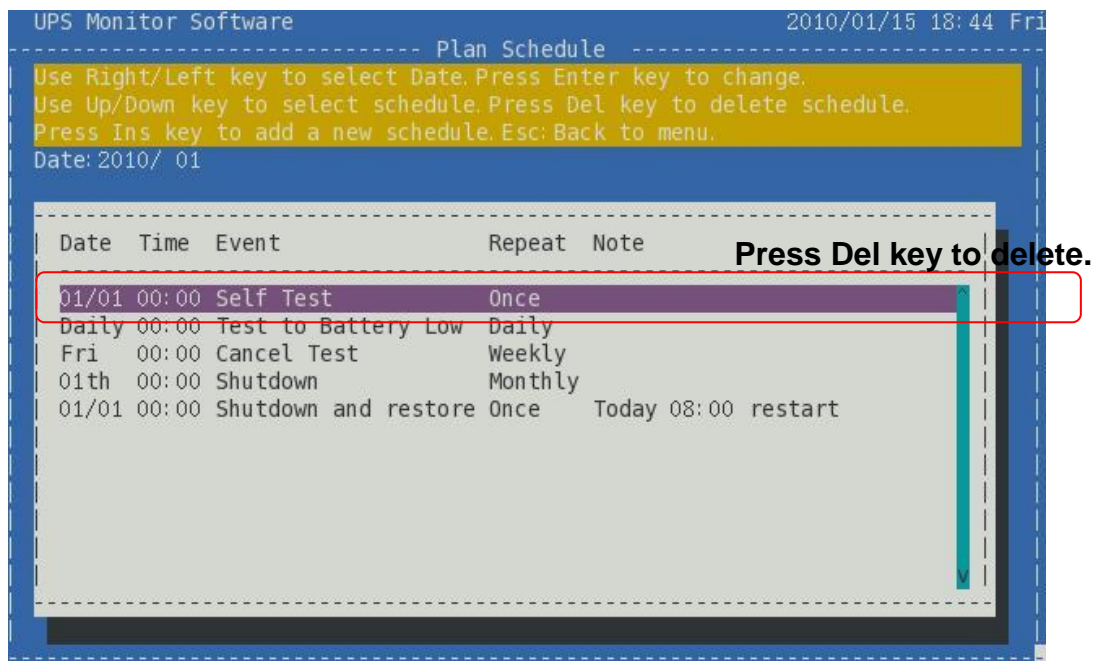 UPS Monitor Software 2010/01/15 18:44 Fri
Plan Schedule
Use Right/Left key to select Date.Press Enter key to change.
Use Up/Down key to select schedule.Press Del key to delete schedule.
Press Ins key to add a new schedule.Esc:Back to menu.
Date:2010/ 01
Date Time Event Repeat Note
Press Del key to delete.
01/01 00:00 Self Test Once
Daily 00:00 Test to Battery Low Daily
Fri 00:00 Cancel Test Weekly
01th 00:00 Shutdown Monthly
01/01 00:00 Shutdown and restore Once Today 08:00 restart